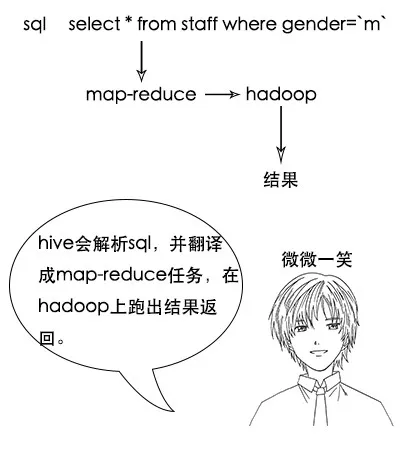 sql select * from staff where gender=`m`
map-reduce hadoop
结果
hive会解析sql，并翻译
成map-reduce任务，在
hadoop上跑出结果返
回。
微微一笑